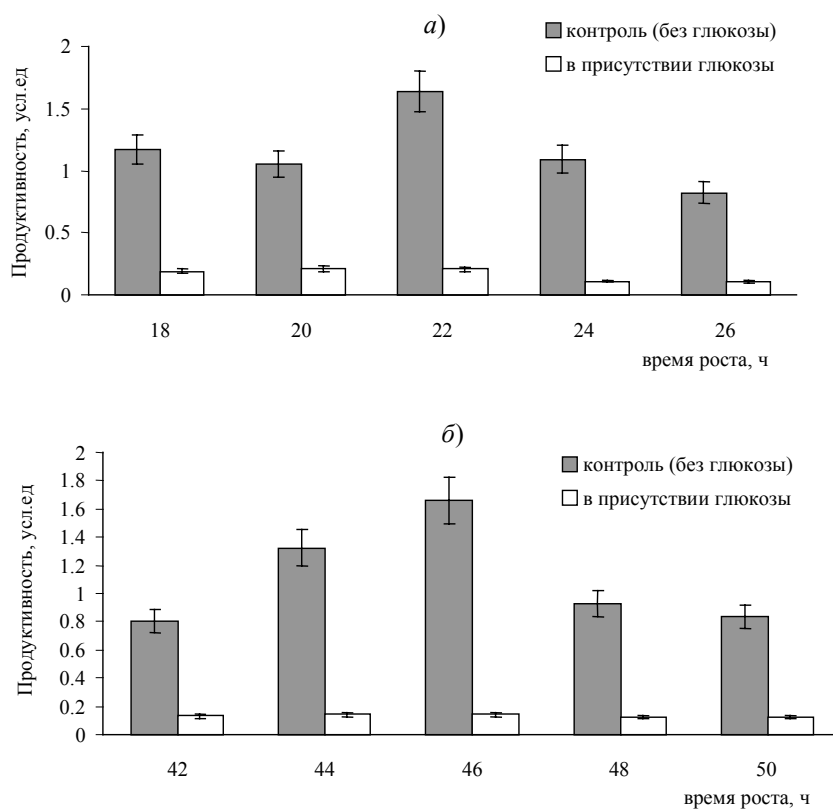 а)
контроль (без глюкозы)
в присутствии глюкозы
Продуктивность, усл.ед
2
1.5
1
0.5
0
18 20 22 24 26
время роста, ч
б)
контроль (без глюкозы)
в присутствии глюкозы
Продуктивность, усл.ед
2
1.8
1.6
1.4
1.2
1
0.8
0.6
0.4
0.2
0
42 44 46 48 50
время роста, ч